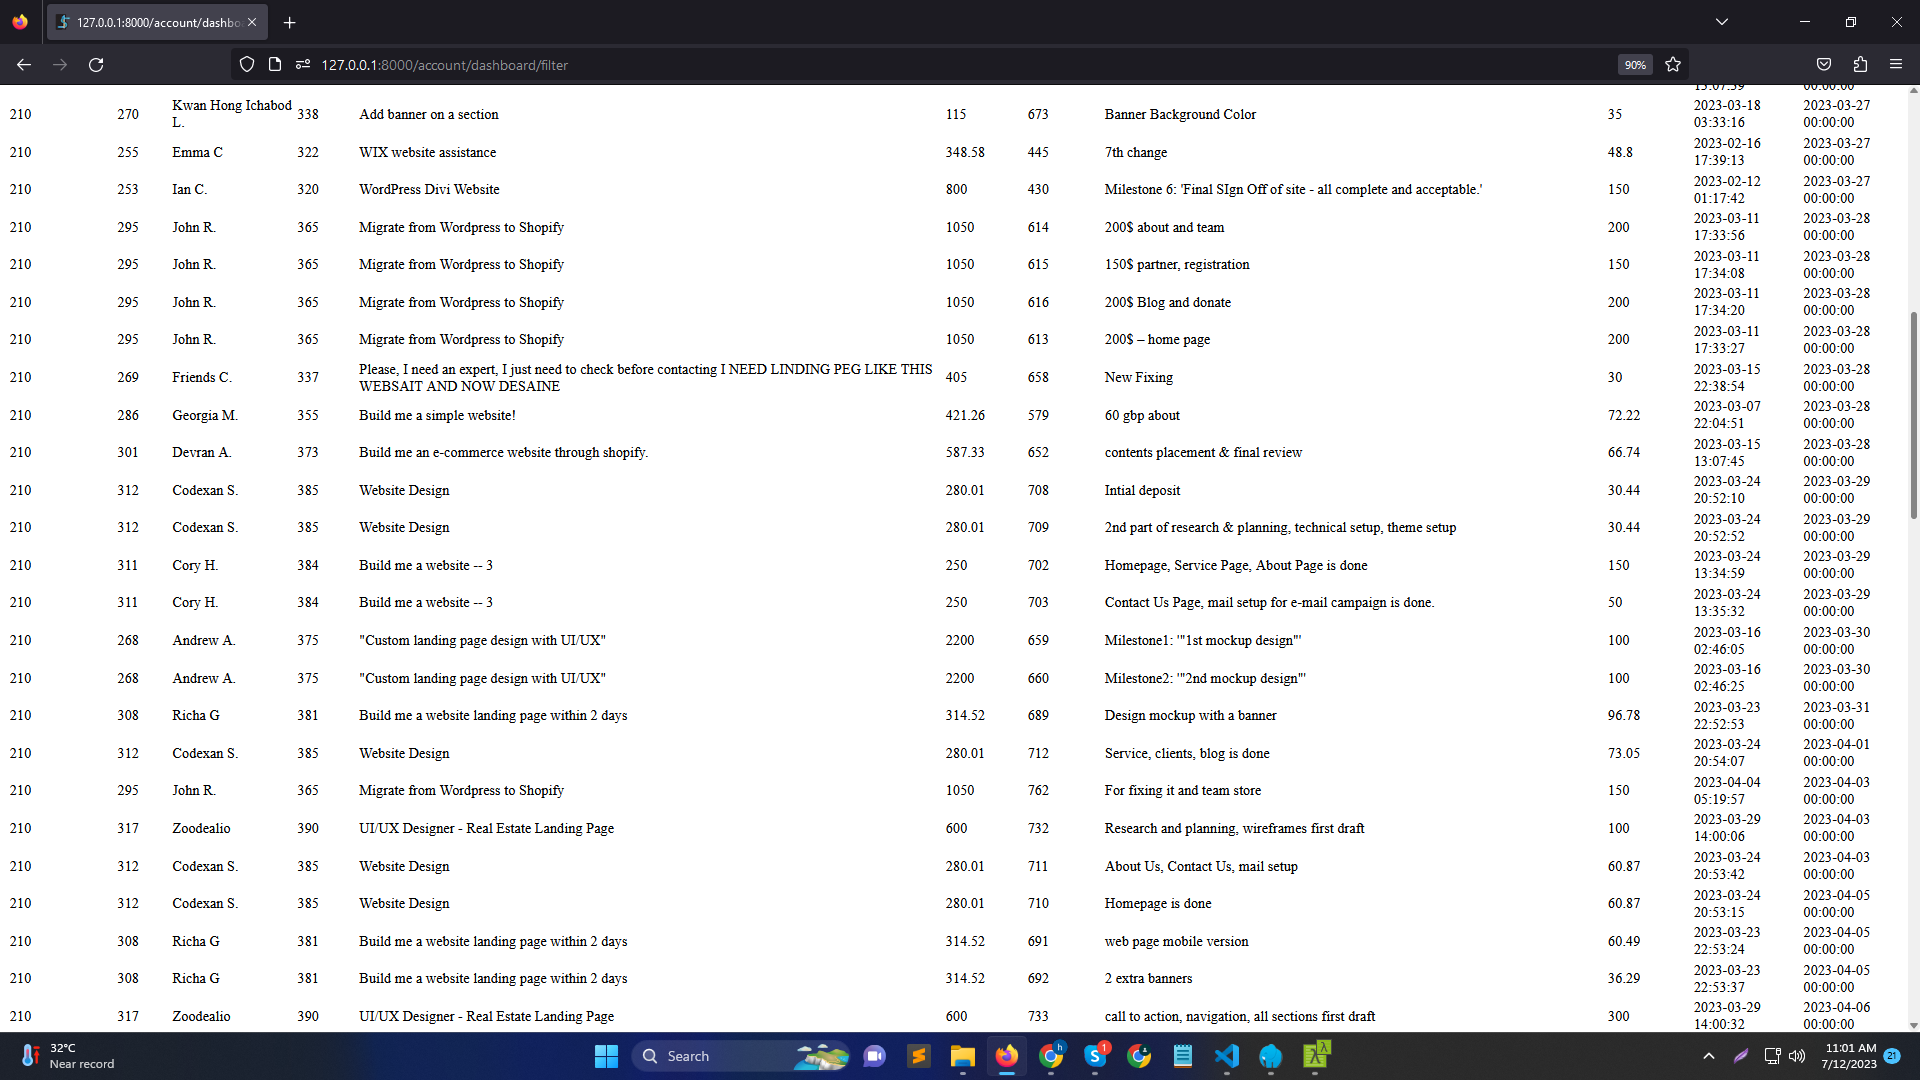 127.0.0.1:8000/account/dashbo
127.0.0.1:8000/account/dashboard/filter
90%
13:07:39 00:00:00
210 270 Kwan Hong Ichabod L. 338 Add banner on a section 115 673 Banner Background Color 35 2023-03-18 03:33:16 2023-03-27 00:00:00
210 255 Emma C 322 WIX website assistance 348.58 445 7th change 48.8 2023-02-16 17:39:13 2023-03-27 00:00:00
210 253 Ian C. 320 WordPress Divi Website 800 430 Milestone 6: 'Final SIgn Off of site - all complete and acceptable.' 150 2023-02-12 01:17:42 2023-03-27 00:00:00
210 295 John R. 365 Migrate from Wordpress to Shopify 1050 614 200$ about and team 200 2023-03-11 17:33:56 2023-03-28 00:00:00
210 295 John R. 365 Migrate from Wordpress to Shopify 1050 615 150$ partner, registration 150 2023-03-11 17:34:08 2023-03-28 00:00:00
210 295 John R. 365 Migrate from Wordpress to Shopify 1050 616 200$ Blog and donate 200 2023-03-11 17:34:20 2023-03-28 00:00:00
210 295 John R. 365 Migrate from Wordpress to Shopify 1050 613 200$ – home page 200 2023-03-11 17:33:27 2023-03-28 00:00:00
210 269 Friends C. 337 Please, I need an expert, I just need to check before contacting I NEED LINDING PEG LIKE THIS WEBSAIT AND NOW DESAINE 405 658 New Fixing 30 2023-03-15 22:38:54 2023-03-28 00:00:00
210 286 Georgia M. 355 Build me a simple website! 421.26 579 60 gbp about 72.22 2023-03-07 22:04:51 2023-03-28 00:00:00
210 301 Devran A. 373 Build me an e-commerce website through shopify. 587.33 652 contents placement & final review 66.74 2023-03-15 13:07:45 2023-03-28 00:00:00
210 312 Codexan S. 385 Website Design 280.01 708 Intial deposit 30.44 2023-03-24 20:52:10 2023-03-29 00:00:00
210 312 Codexan S. 385 Website Design 280.01 709 2nd part of research & planning, technical setup, theme setup 30.44 2023-03-24 20:52:52 2023-03-29 00:00:00
210 311 Cory H. 384 Build me a website -- 3 250 702 Homepage, Service Page, About Page is done 150 2023-03-24 13:34:59 2023-03-29 00:00:00
210 311 Cory H. 384 Build me a website -- 3 250 703 Contact Us Page, mail setup for e-mail campaign is done. 50 2023-03-24 13:35:32 2023-03-29 00:00:00
210 268 Andrew A. 375 "Custom landing page design with UI/UX" 2200 659 Milestone1: '"1st mockup design"' 100 2023-03-16 02:46:05 2023-03-30 00:00:00
210 268 Andrew A. 375 "Custom landing page design with UI/UX" 2200 660 Milestone2: '"2nd mockup design"' 100 2023-03-16 02:46:25 2023-03-30 00:00:00
210 308 Richa G 381 Build me a website landing page within 2 days 314.52 689 Design mockup with a banner 96.78 2023-03-23 22:52:53 2023-03-31 00:00:00
210 312 Codexan S. 385 Website Design 280.01 712 Service, clients, blog is done 73.05 2023-03-24 20:54:07 2023-04-01 00:00:00
210 295 John R. 365 Migrate from Wordpress to Shopify 1050 762 For fixing it and team store 150 2023-04-04 05:19:57 2023-04-03 00:00:00
210 317 Zoodealio 390 UI/UX Designer - Real Estate Landing Page 600 732 Research and planning, wireframes first draft 100 2023-03-29 14:00:06 2023-04-03 00:00:00
210 312 Codexan S. 385 Website Design 280.01 711 About Us, Contact Us, mail setup 60.87 2023-03-24 20:53:42 2023-04-03 00:00:00
210 312 Codexan S. 385 Website Design 280.01 710 Homepage is done 60.87 2023-03-24 20:53:15 2023-04-05 00:00:00
210 308 Richa G 381 Build me a website landing page within 2 days 314.52 691 web page mobile version 60.49 2023-03-23 22:53:24 2023-04-05 00:00:00
210 308 Richa G 381 Build me a website landing page within 2 days 314.52 692 2 extra banners 36.29 2023-03-23 22:53:37 2023-04-05 00:00:00
210 317 Zoodealio 390 UI/UX Designer - Real Estate Landing Page 600 733 call to action, navigation, all sections first draft 300 2023-03-29 14:00:32 2023-04-06 00:00:00
32°C
Near record
Search
h
1
11:01 AM
7/12/2023
21